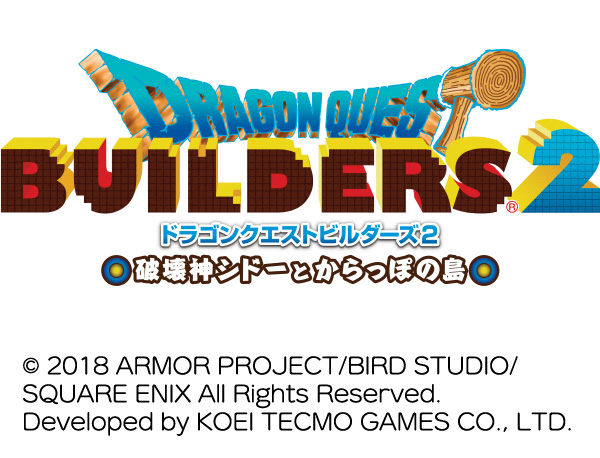 DRAGON QUEST
BUILDERS®2
ドラゴンクエストビルダーズ2
破壊神シドーとからっぽの島
© 2018 ARMOR PROJECT/BIRD STUDIO/
SQUARE ENIX All Rights Reserved.
Developed by KOEI TECMO GAMES CO., LTD.